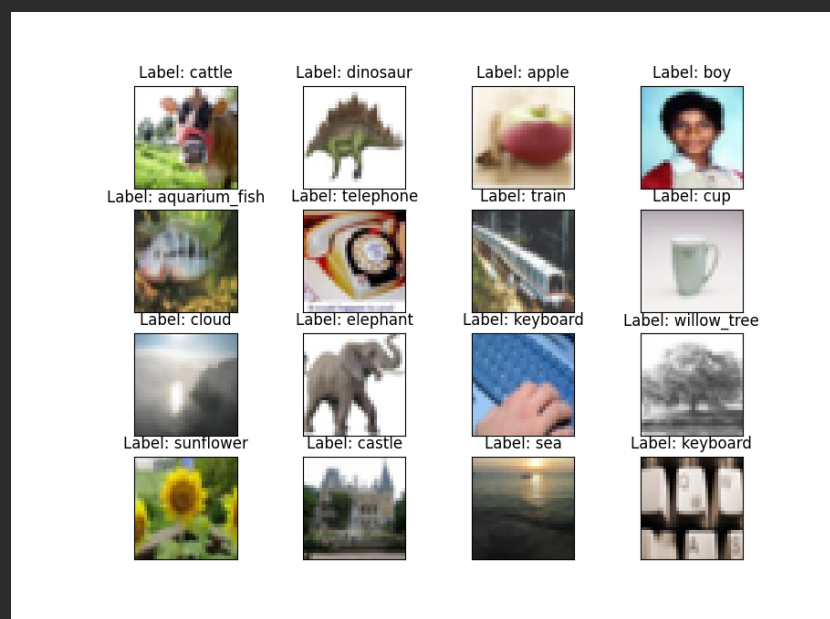 Label: cattle
Label: dinosaur
Label: apple
Label: boy
Label: aquarium_fish
Label: telephone
Label: train
Label: cup
Label: cloud
Label: elephant
Label: keyboard
Label: willow_tree
Label: sunflower
Label: castle
Label: sea
Label: keyboard
Q
A S